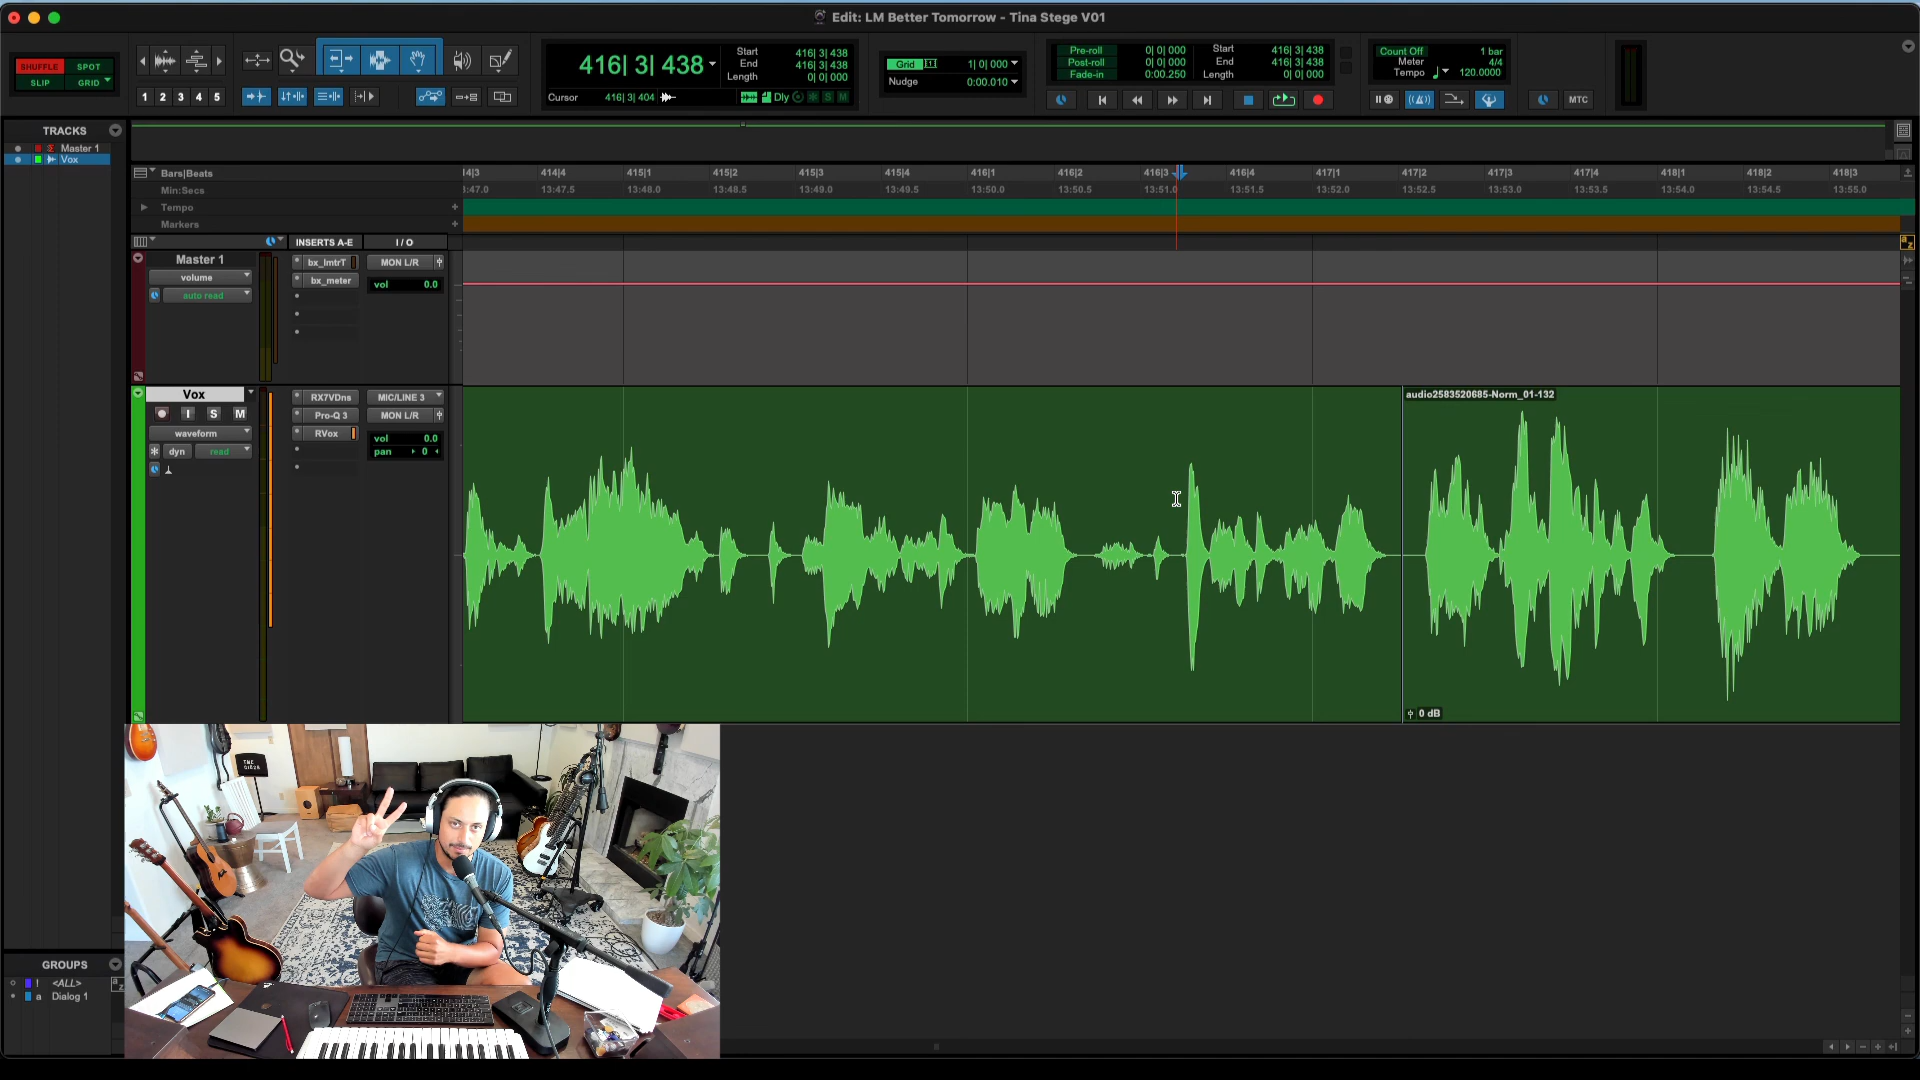 Edit: LM Better Tomorrow - Tina Stege V01
SHUFFLE SPOT
SLIP GRID
1 2 3 4 5
416| 3| 438
Start 416| 3| 438
End 416| 3| 438
Length 0| 0| 000
Cursor 416| 3| 404
Dly S M
Grid 1| 0| 000
Nudge 0:00.010
Pre-roll 0| 0| 000
Post-roll 0| 0| 000
Fade-in 0:00.250
Start 416| 3| 438
End 416| 3| 438
Length 0| 0| 000
Count Off 1 bar
Meter 4/4
Tempo 120.0000
MTC
TRACKS
Master 1
Vox
Bars|Beats 14|3 414|4 415|1 415|2 415|3 415|4 416|1 416|2 416|3 416|4 417|1 417|2 417|3 417|4 418|1 418|2 418|3
Min:Secs 3:47.0 13:47.5 13:48.0 13:48.5 13:49.0 13:49.5 13:50.0 13:50.5 13:51.0 13:51.5 13:52.0 13:52.5 13:53.0 13:53.5 13:54.0 13:54.5 13:55.0
Tempo
Markers
INSERTS A-E I / O
Master 1
volume
auto read
bx_lmtrT
bx_meter
MON L/R
vol 0.0
Vox
I S M
waveform
dyn read
RX7VDns
Pro-Q 3
RVox
MIC/LINE 3
MON L/R
vol 0.0
pan 0
audio2583520685-Norm_01-132
0 dB
GROUPS
! <ALL>
a Dialog 1